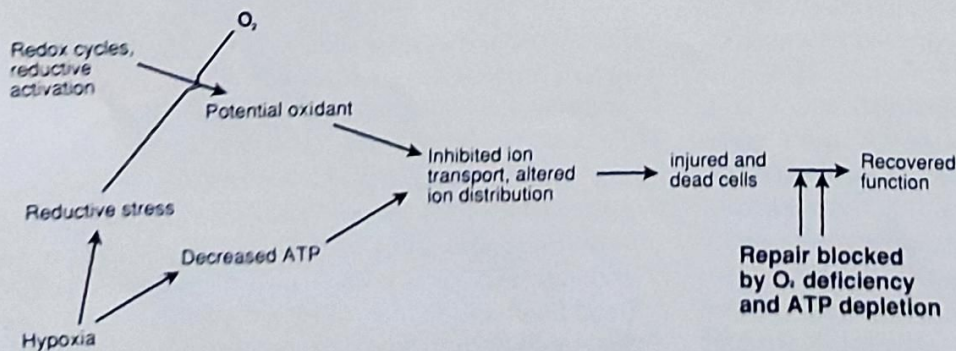 O₂
Redox cycles,
reductive
activation
Potential oxidant
Inhibited ion
transport, altered
ion distribution
injured and
dead cells
Recovered
function
Reductive stress
Decreased ATP
Repair blocked
by O₂ deficiency
and ATP depletion
Hypoxia